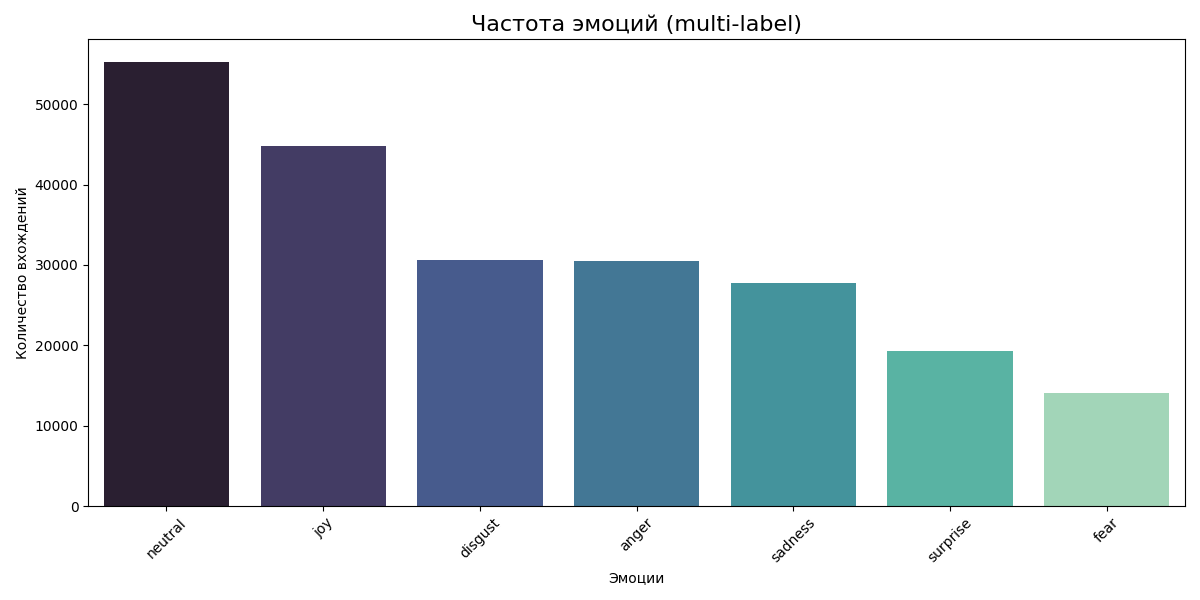 Частота эмоций (multi-label)
Количество вхождений
50000
40000
30000
20000
10000
0
neutral
joy
disgust
anger
sadness
surprise
fear
Эмоции